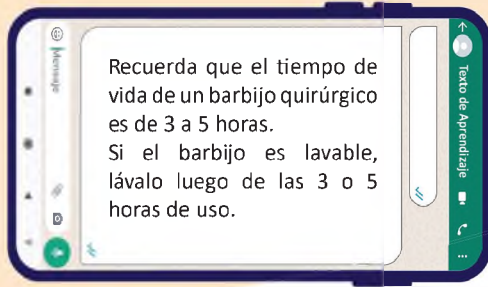 Recuerda que el tiempo de
vida de un barbijo quirúrgico
es de 3 a 5 horas.
Si el barbijo es lavable,
lávalo luego de las 3 o 5
horas de uso.
Texto de Aprendizaje
Mensaje